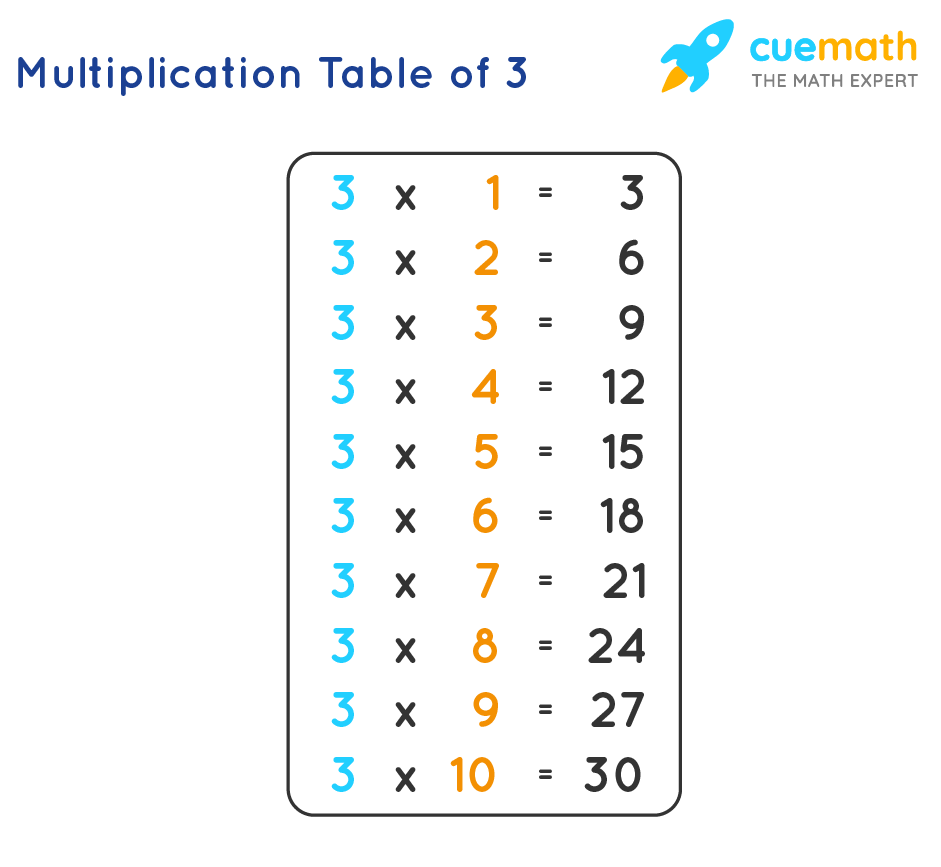 Multiplication Table of 3
cuemath
THE MATH EXPERT
3 x 1 = 3
3 x 2 = 6
3 x 3 = 9
3 x 4 = 12
3 x 5 = 15
3 x 6 = 18
3 x 7 = 21
3 x 8 = 24
3 x 9 = 27
3 x 10 = 30